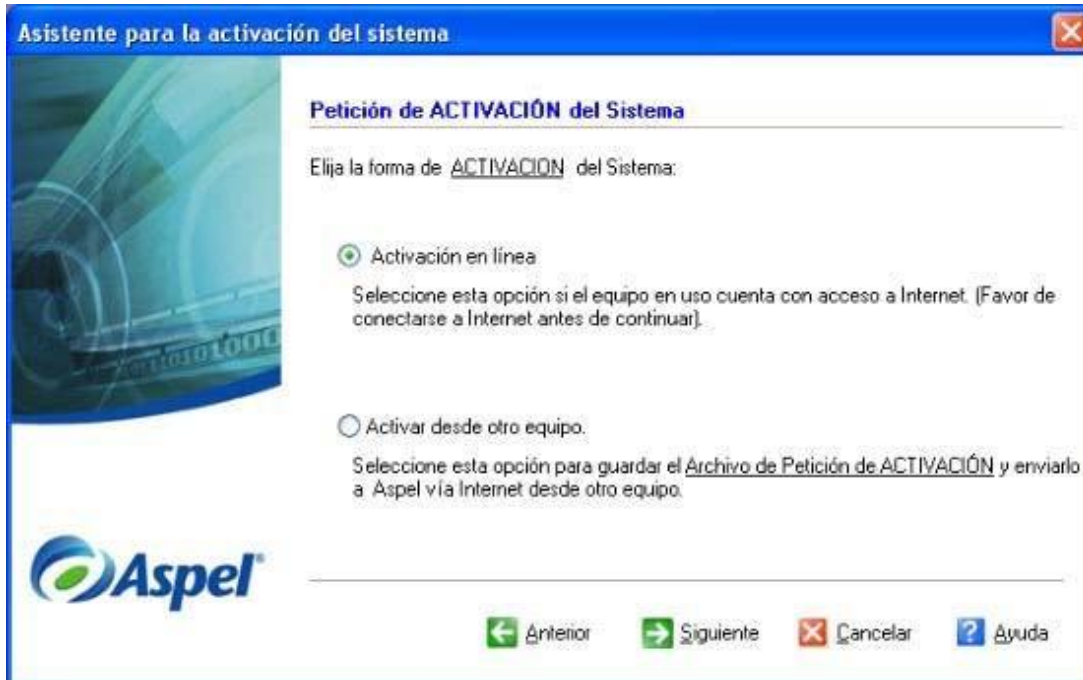 Asistente para la activación del sistema
Petición de ACTIVACIÓN del Sistema
Elija la forma de ACTIVACION del Sistema:
Activación en línea
Seleccione esta opción si el equipo en uso cuenta con acceso a Internet. (Favor de
conectarse a Internet antes de continuar).
Activar desde otro equipo.
Seleccione esta opción para guardar el Archivo de Petición de ACTIVACIÓN y enviarlo
a Aspel vía Internet desde otro equipo.
Aspel
Anterior Siguiente Cancelar Ayuda